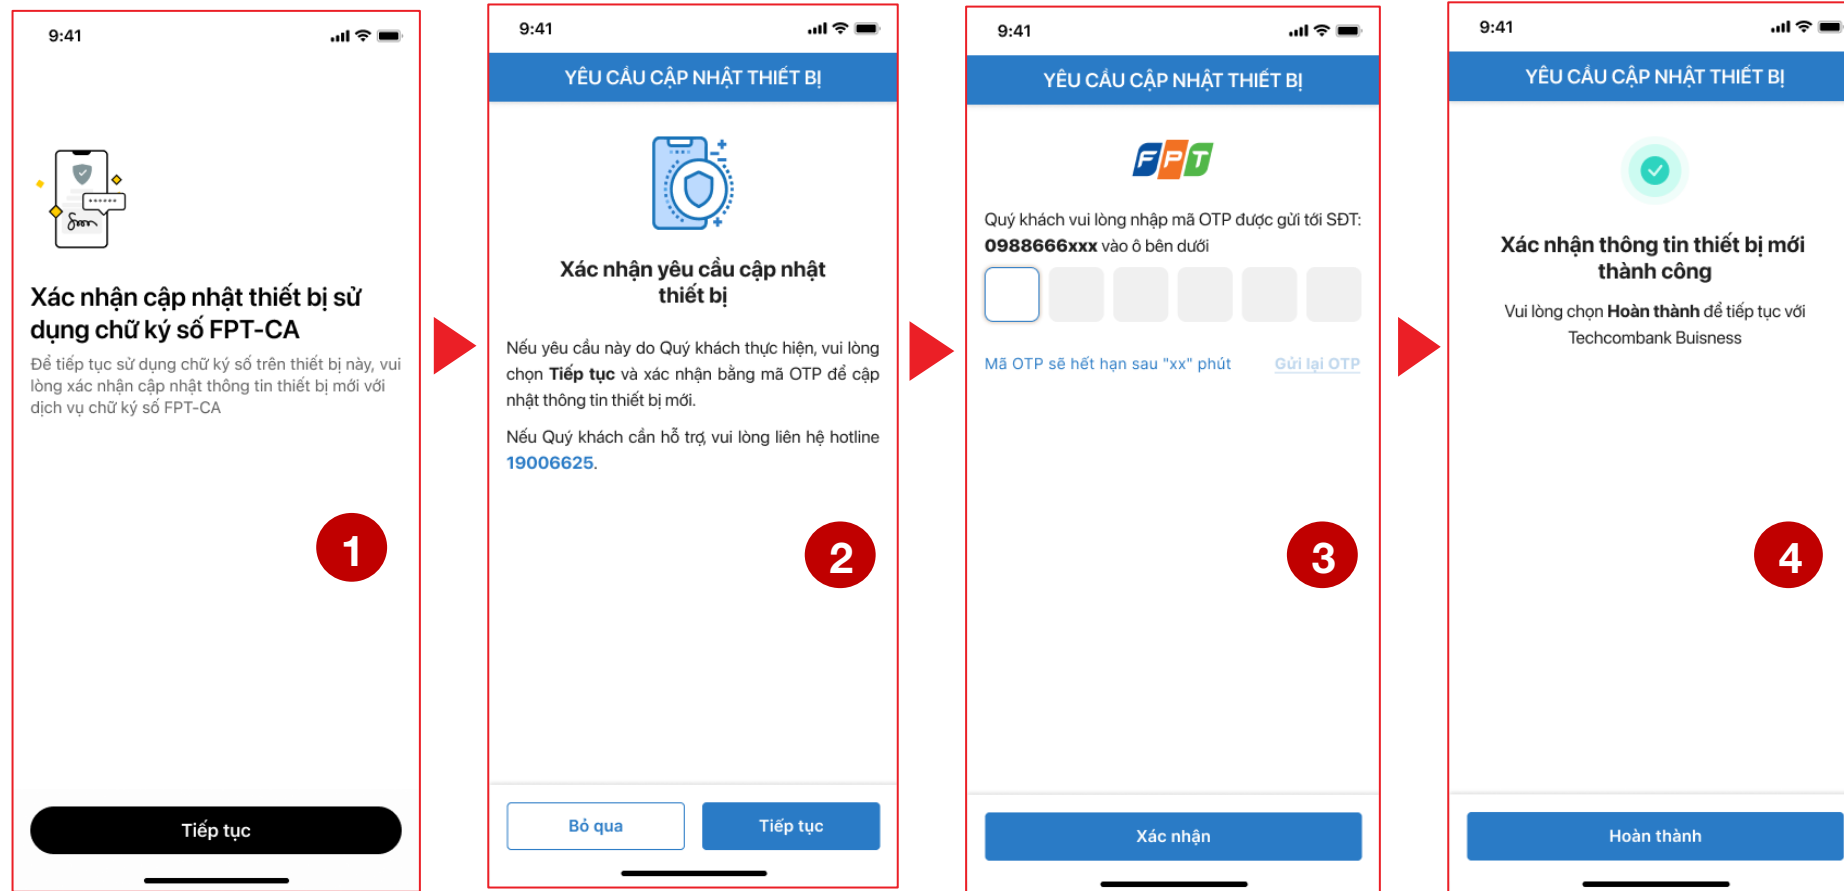 9:41
Xác nhận cập nhật thiết bị sử
dụng chữ ký số FPT-CA
Để tiếp tục sử dụng chữ ký số trên thiết bị này, vui
lòng xác nhận cập nhật thông tin thiết bị mới với
dịch vụ chữ ký số FPT-CA
1
Tiếp tục
9:41
YÊU CẦU CẬP NHẬT THIẾT BỊ
Xác nhận yêu cầu cập nhật
thiết bị
Nếu yêu cầu này do Quý khách thực hiện, vui lòng
chọn Tiếp tục và xác nhận bằng mã OTP để cập
nhật thông tin thiết bị mới.
Nếu Quý khách cần hỗ trợ, vui lòng liên hệ hotline
19006625.
2
Bỏ qua
Tiếp tục
9:41
YÊU CẦU CẬP NHẬT THIẾT BỊ
FPT
Quý khách vui lòng nhập mã OTP được gửi tới SĐT:
0988666xxx vào ô bên dưới
Mã OTP sẽ hết hạn sau "xx" phút
Gửi lại OTP
3
Xác nhận
9:41
YÊU CẦU CẬP NHẬT THIẾT BỊ
Xác nhận thông tin thiết bị mới
thành công
Vui lòng chọn Hoàn thành để tiếp tục với
Techcombank Buisness
4
Hoàn thành